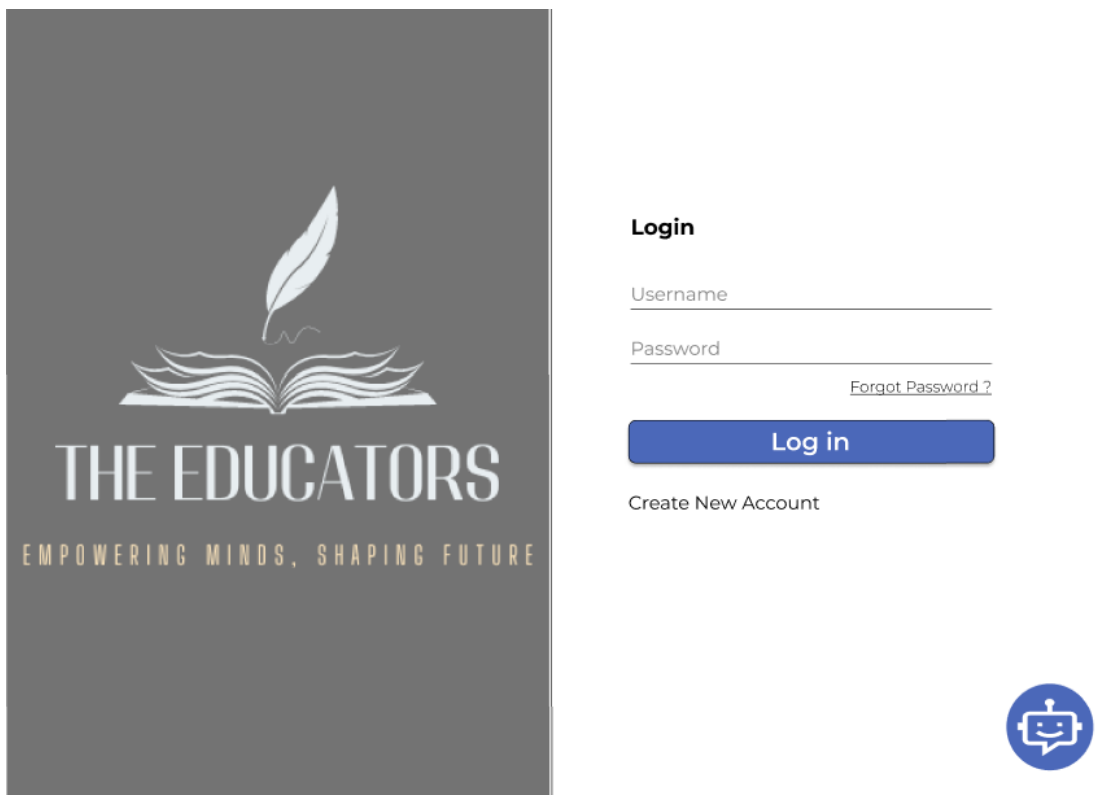 THE EDUCATORS
EMPOWERING MINDS, SHAPING FUTURE
Login
Username
Password
Forgot Password ?
Log in
Create New Account